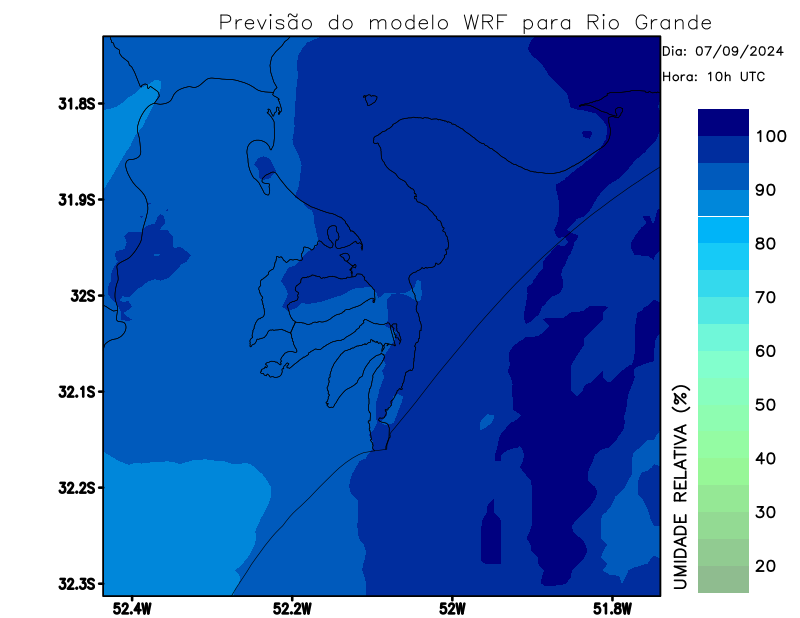 Previsão do modelo WRF para Rio Grande
Dia: 07/09/2024
Hora: 10h UTC
31.8S
31.9S
32S
32.1S
32.2S
32.3S
52.4W
52.2W
52W
51.8W
UMIDADE RELATIVA (%)
100
90
80
70
60
50
40
30
20